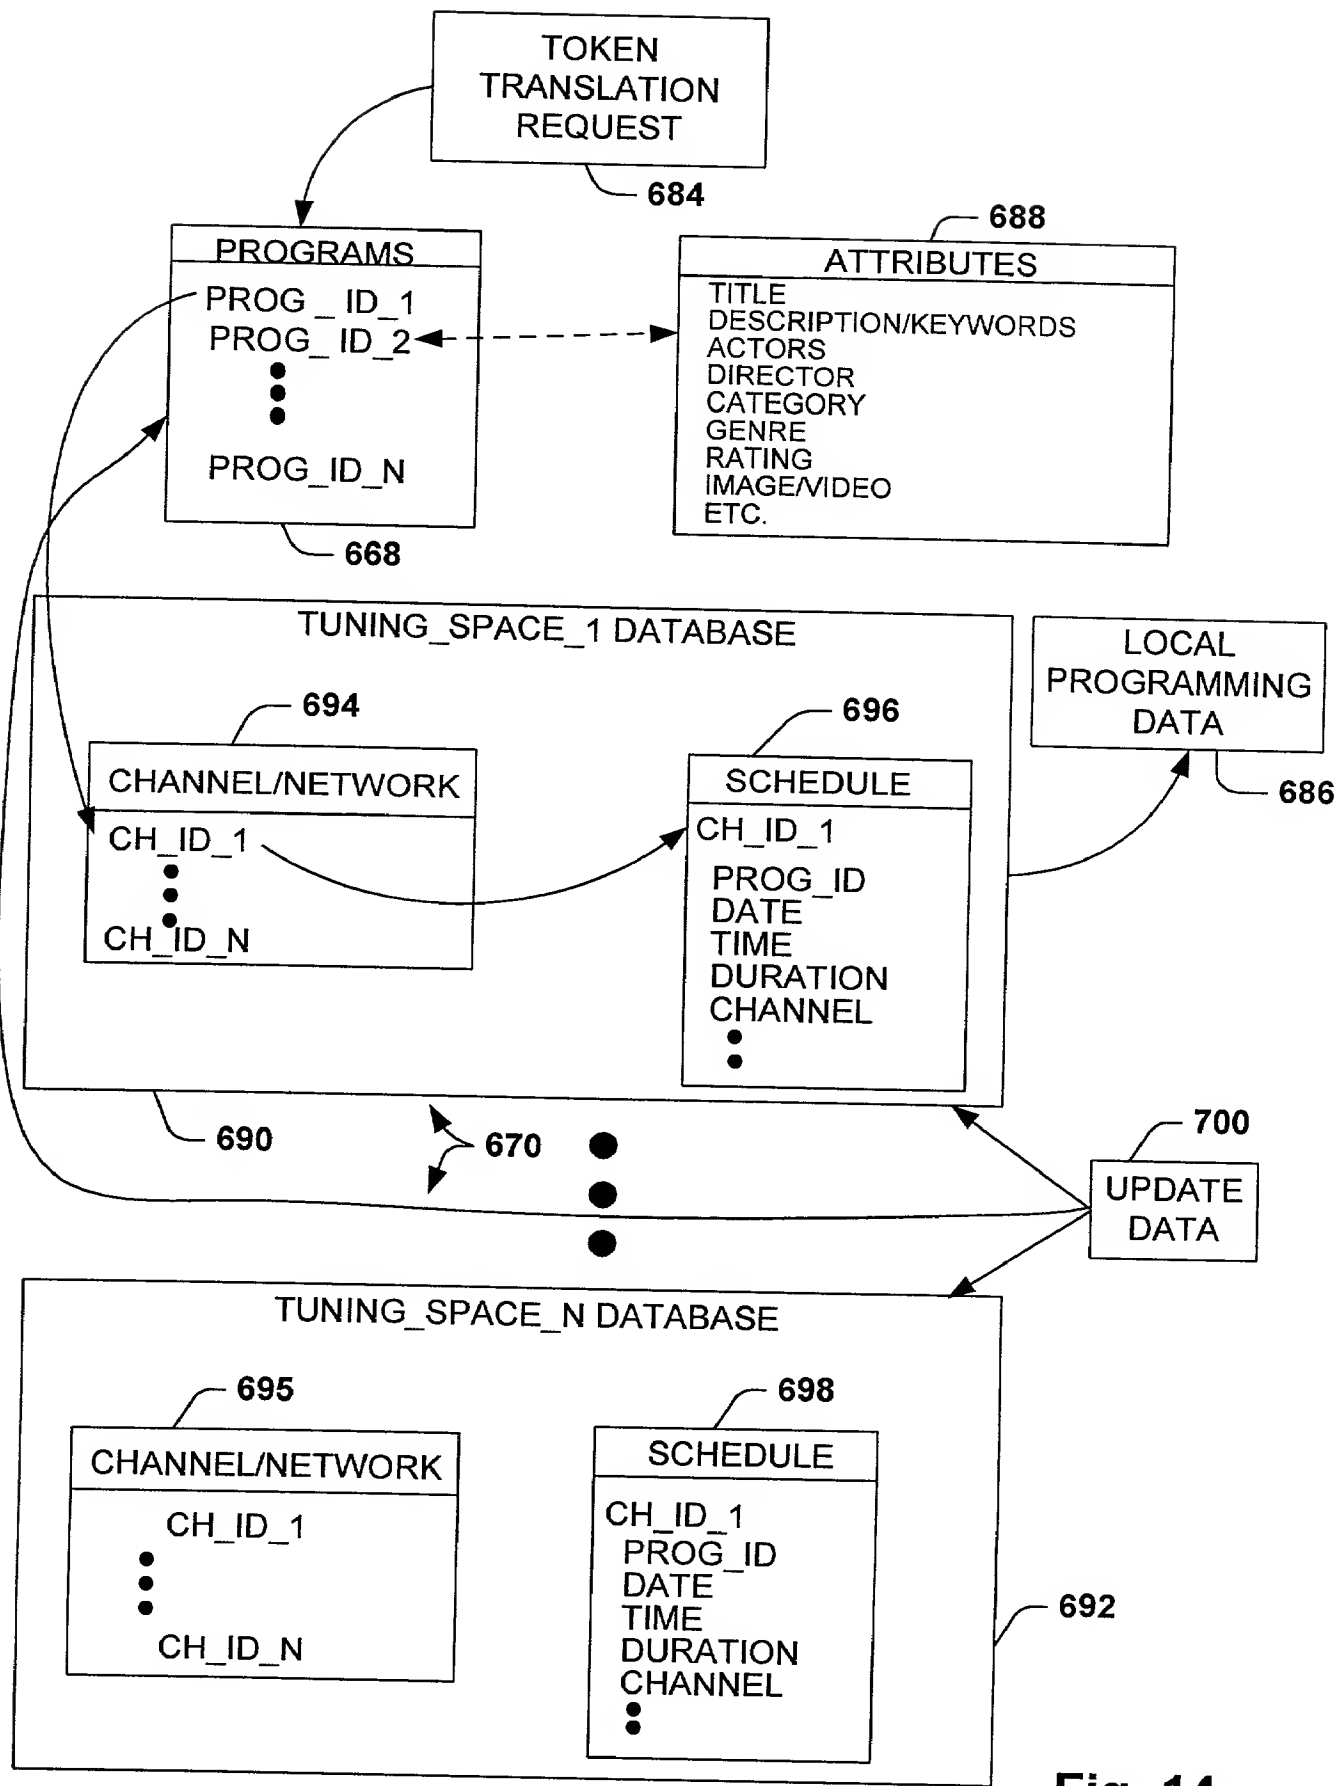 TOKEN
TRANSLATION
REQUEST
684
688
PROGRAMS
PROG _ ID_1
PROG_ ID_2
PROG_ID_N
668
ATTRIBUTES
TITLE
DESCRIPTION/KEYWORDS
ACTORS
DIRECTOR
CATEGORY
GENRE
RATING
IMAGE/VIDEO
ETC.
TUNING_SPACE_1 DATABASE
LOCAL
PROGRAMMING
DATA
686
694
CHANNEL/NETWORK
CH_ID_1
CH_ID_N
696
SCHEDULE
CH_ID_1
PROG_ID
DATE
TIME
DURATION
CHANNEL
690
670
700
UPDATE
DATA
TUNING_SPACE_N DATABASE
695
CHANNEL/NETWORK
CH_ID_1
CH_ID_N
698
SCHEDULE
CH_ID_1
PROG_ID
DATE
TIME
DURATION
CHANNEL
692